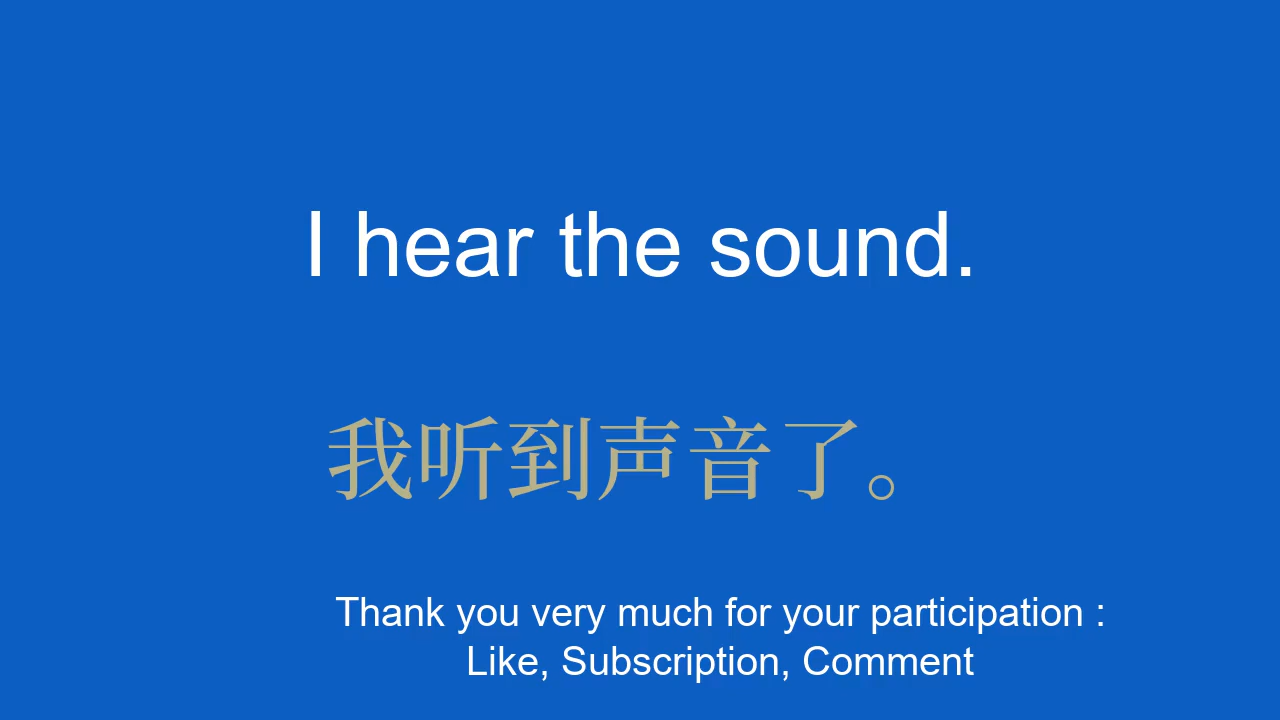 I hear the sound.
我听到声音了。
Thank you very much for your participation :
Like, Subscription, Comment